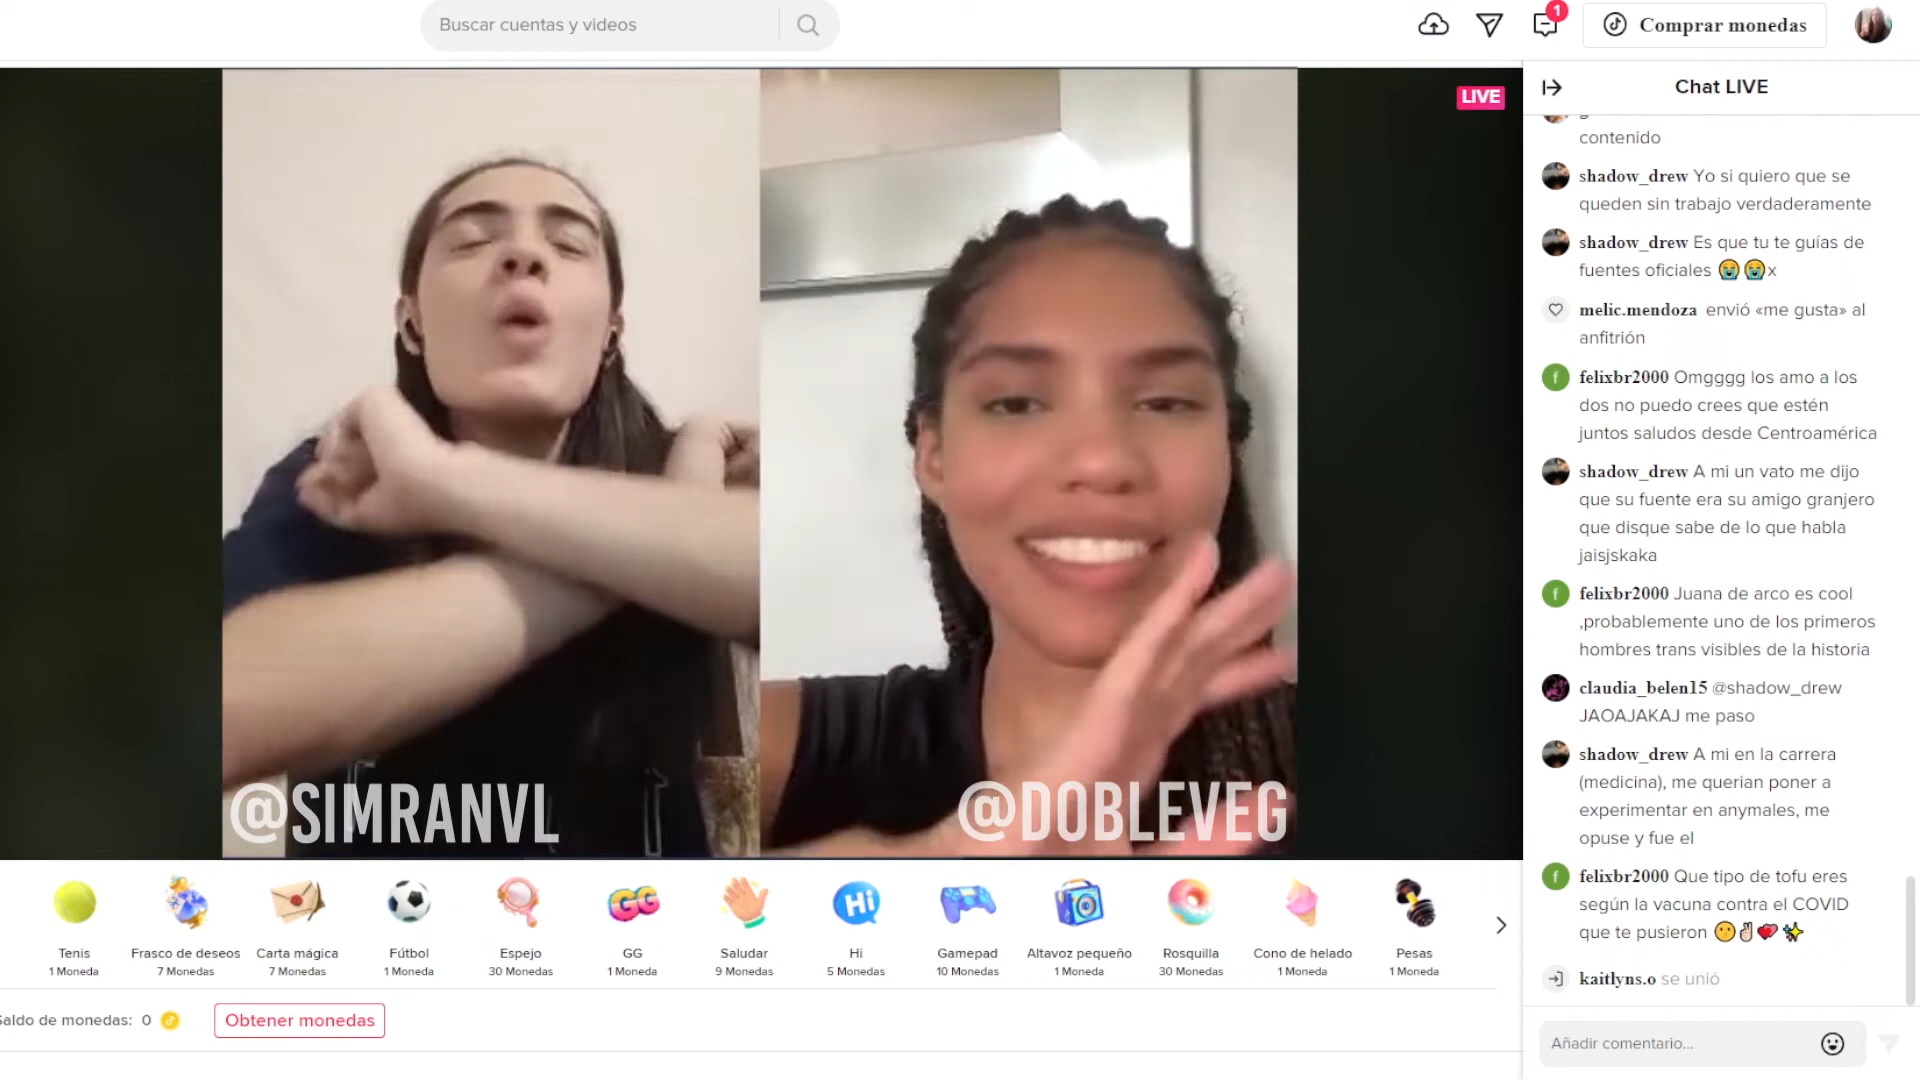 Buscar cuentas y videos
1
Comprar monedas
LIVE
Chat LIVE
contenido
shadow_drew Yo si quiero que se
queden sin trabajo verdaderamente
shadow_drew Es que tu te guías de
fuentes oficiales 😭😭x
melic.mendoza envió «me gusta» al
anfitrión
f felixbr2000 Omgggg los amo a los
dos no puedo crees que estén
juntos saludos desde Centroamérica
shadow_drew A mi un vato me dijo
que su fuente era su amigo granjero
que disque sabe de lo que habla
jaisjskaka
f felixbr2000 Juana de arco es cool
,probablemente uno de los primeros
hombres trans visibles de la historia
claudia_belen15 @shadow_drew
JAOAJAKAJ me paso
shadow_drew A mi en la carrera
(medicina), me querian poner a
experimentar en anymales, me
opuse y fue el
f felixbr2000 Que tipo de tofu eres
según la vacuna contra el COVID
que te pusieron 😗✌🏻💖✨
kaitlyns.o se unió
Añadir comentario...
@SIMRANVL
@DOBLEVEG
GG
Hi
Tenis
1 Moneda
Frasco de deseos
7 Monedas
Carta mágica
7 Monedas
Fútbol
1 Moneda
Espejo
30 Monedas
GG
1 Moneda
Saludar
9 Monedas
Hi
5 Monedas
Gamepad
10 Monedas
Altavoz pequeño
1 Moneda
Rosquilla
30 Monedas
Cono de helado
1 Moneda
Pesas
1 Moneda
Saldo de monedas: 0
Obtener monedas